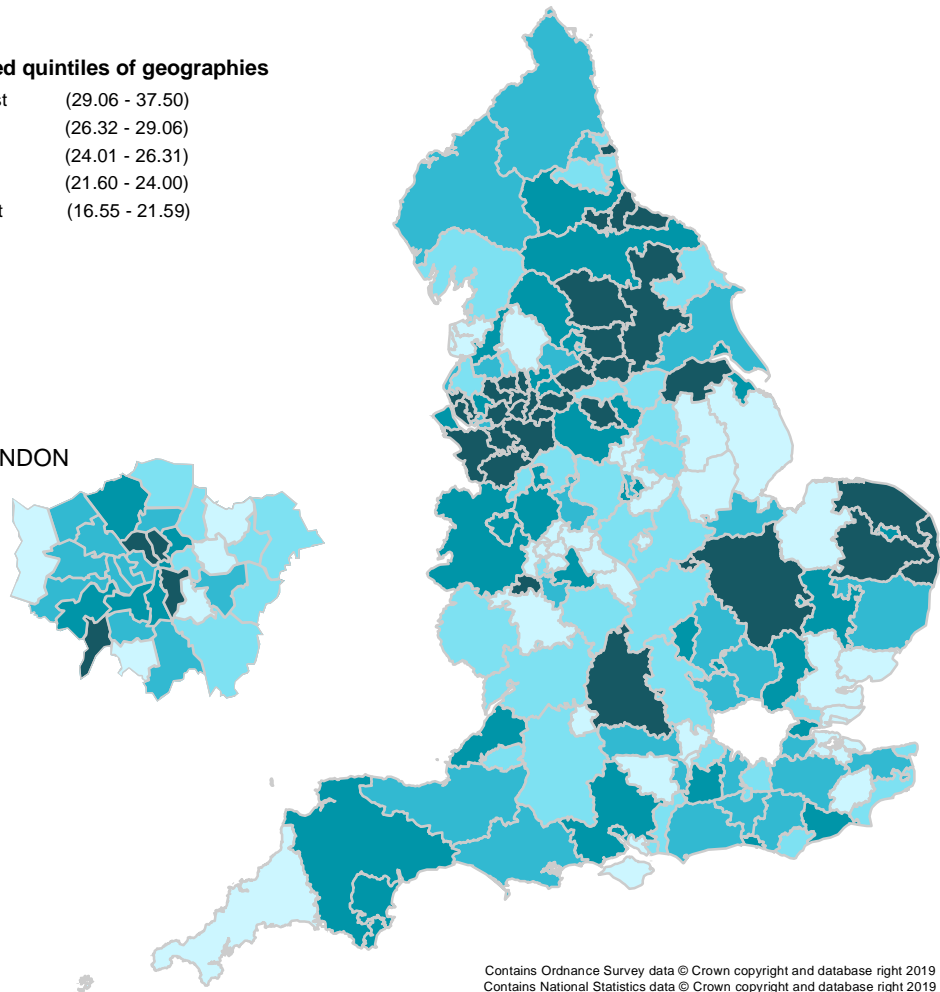 ed quintiles of geographies
st (29.06 - 37.50)
(26.32 - 29.06)
(24.01 - 26.31)
(21.60 - 24.00)
t (16.55 - 21.59)
NDON
Contains Ordnance Survey data © Crown copyright and database right 2019
Contains National Statistics data © Crown copyright and database right 2019